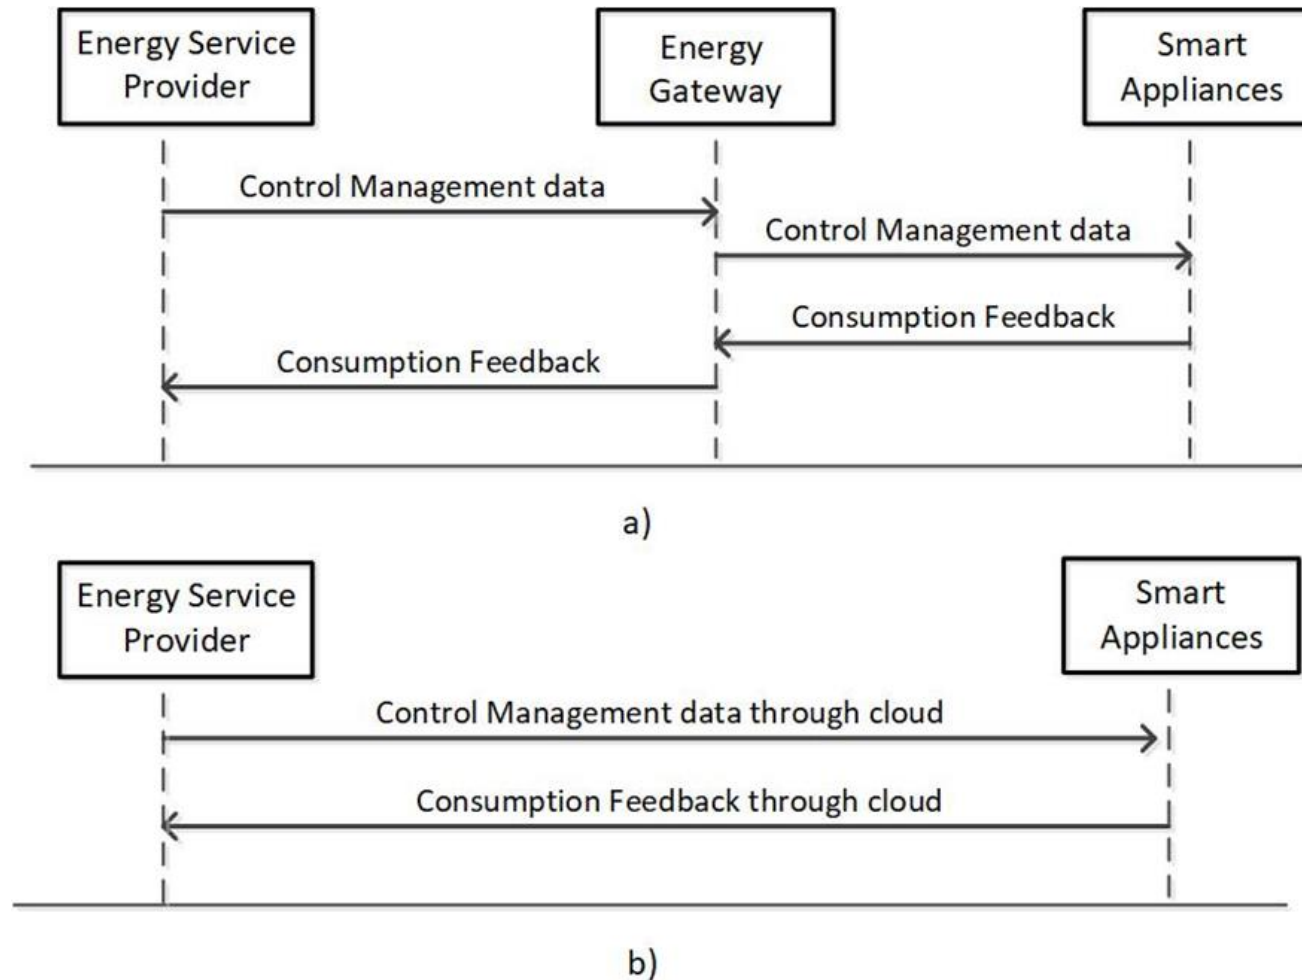 Energy Service
Provider
Energy
Gateway
Smart
Appliances
Control Management data
Control Management data
Consumption Feedback
Consumption Feedback
a)
Energy Service
Provider
Smart
Appliances
Control Management data through cloud
Consumption Feedback through cloud
b)